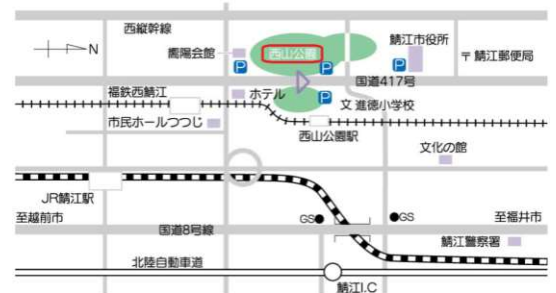 西縦幹線
N
嚮陽会館
西山公園
鯖江市役所
〒鯖江郵便局
P
P
P
国道417号
福鉄西鯖江
ホテル
P
文 進徳小学校
市民ホールつつじ
西山公園駅
文化の館
JR鯖江駅
至越前市
GS
GS
至福井市
国道8号線
鯖江警察署
北陸自動車道
鯖江I.C